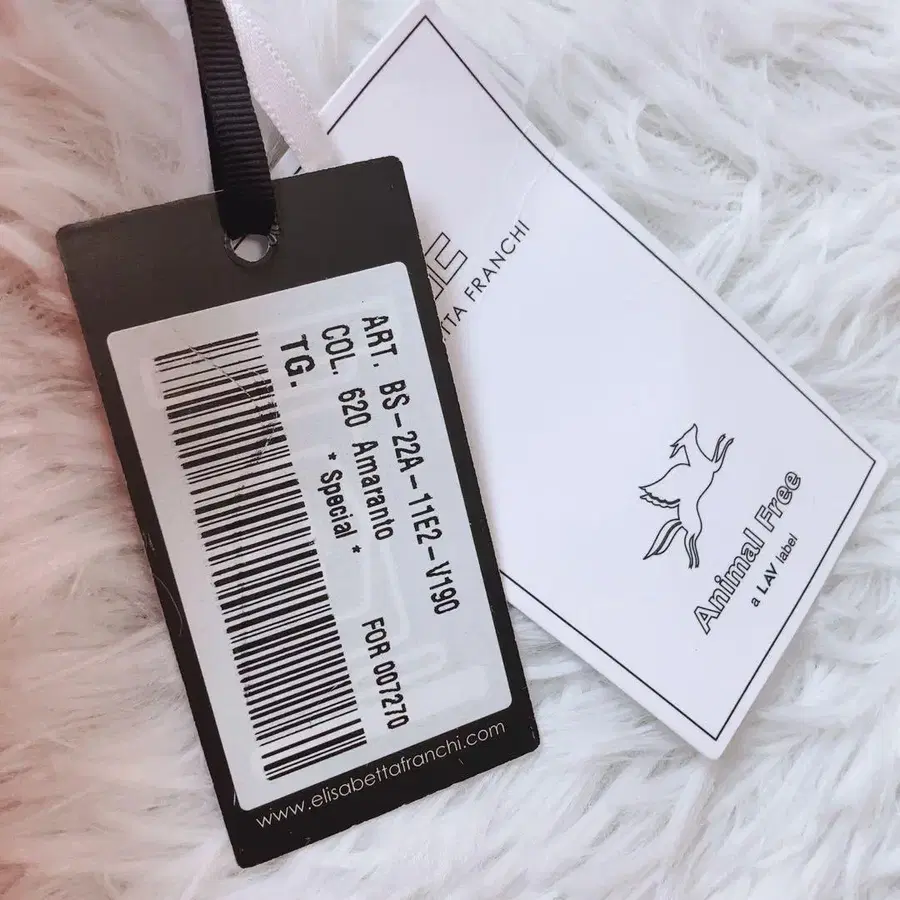 ART. BS-22A-11E2-V190
COL. 620 Amaranto
* Special *
TG.
FOR 007270
www.elisabettafranchi.com
FRANCHI
Animal Free
a LAV label